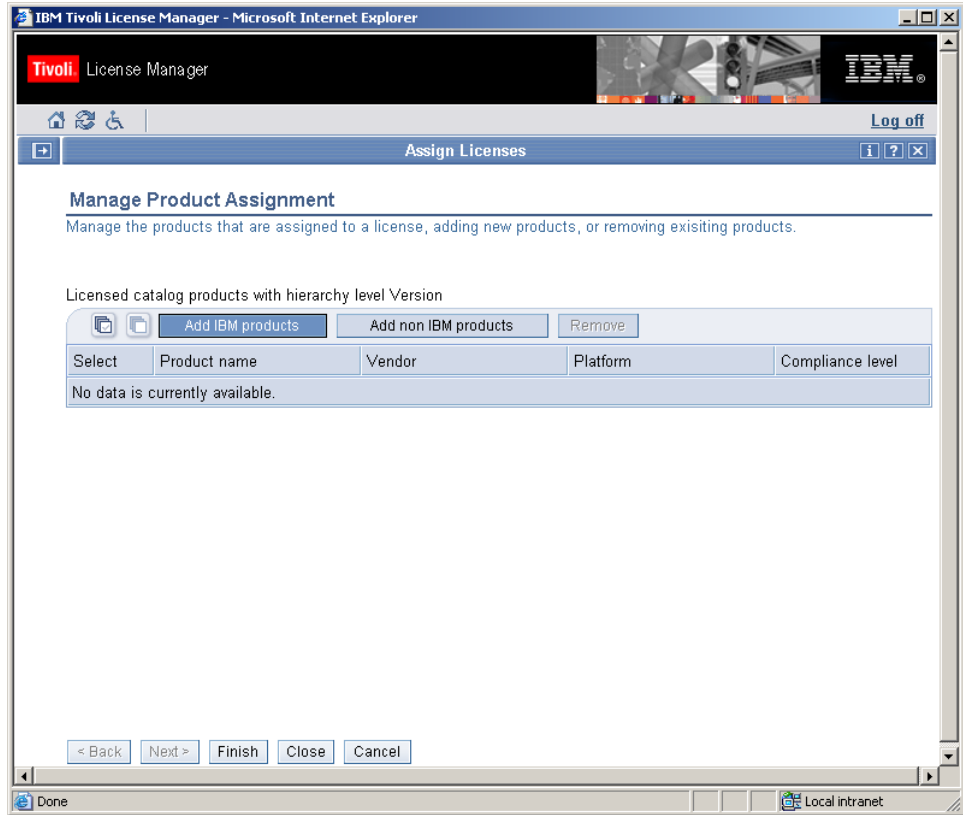 IBM Tivoli License Manager - Microsoft Internet Explorer
Tivoli. License Manager
IBM®
Log off
Assign Licenses
i ? X
Manage Product Assignment
Manage the products that are assigned to a license, adding new products, or removing exisiting products.
Licensed catalog products with hierarchy level Version
Add IBM products Add non IBM products Remove
Select Product name Vendor Platform Compliance level
No data is currently available.
< Back Next > Finish Close Cancel
Done Local intranet